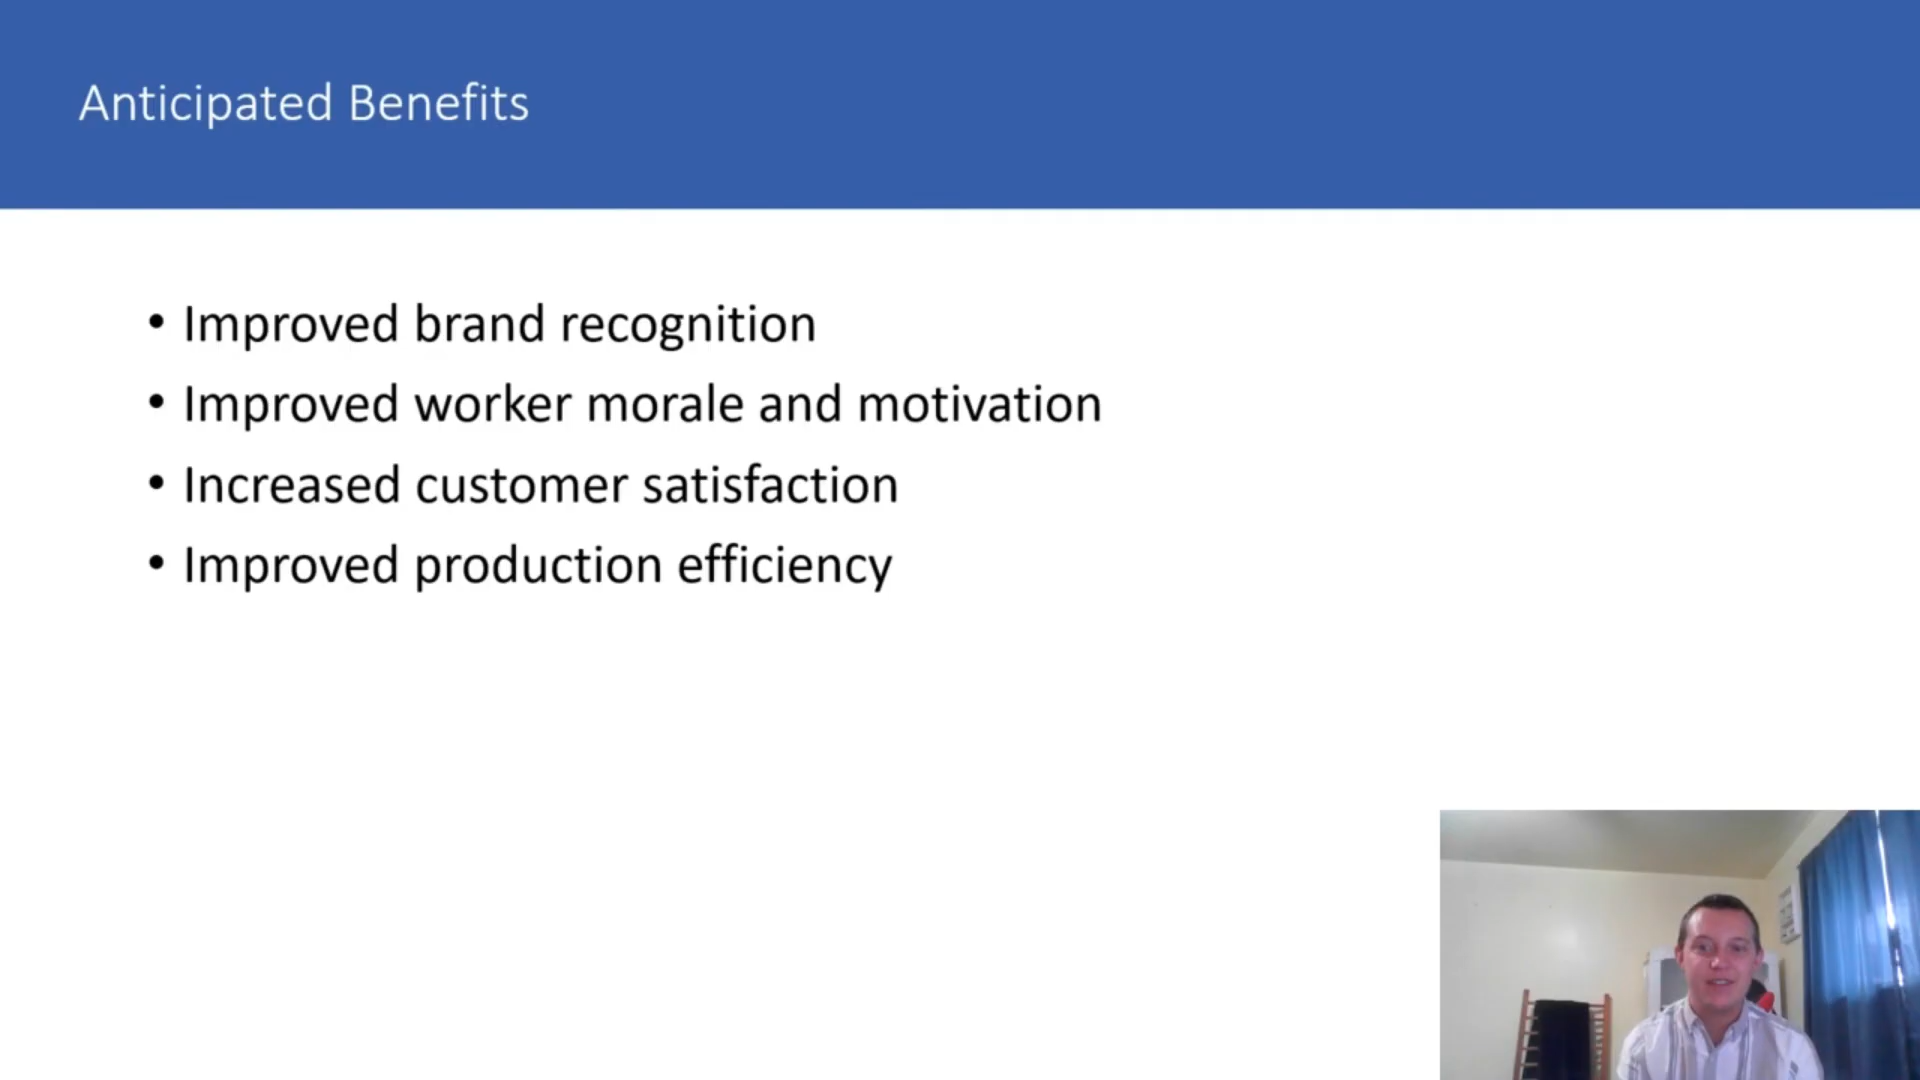 Anticipated Benefits
• Improved brand recognition
• Improved worker morale and motivation
• Increased customer satisfaction
• Improved production efficiency